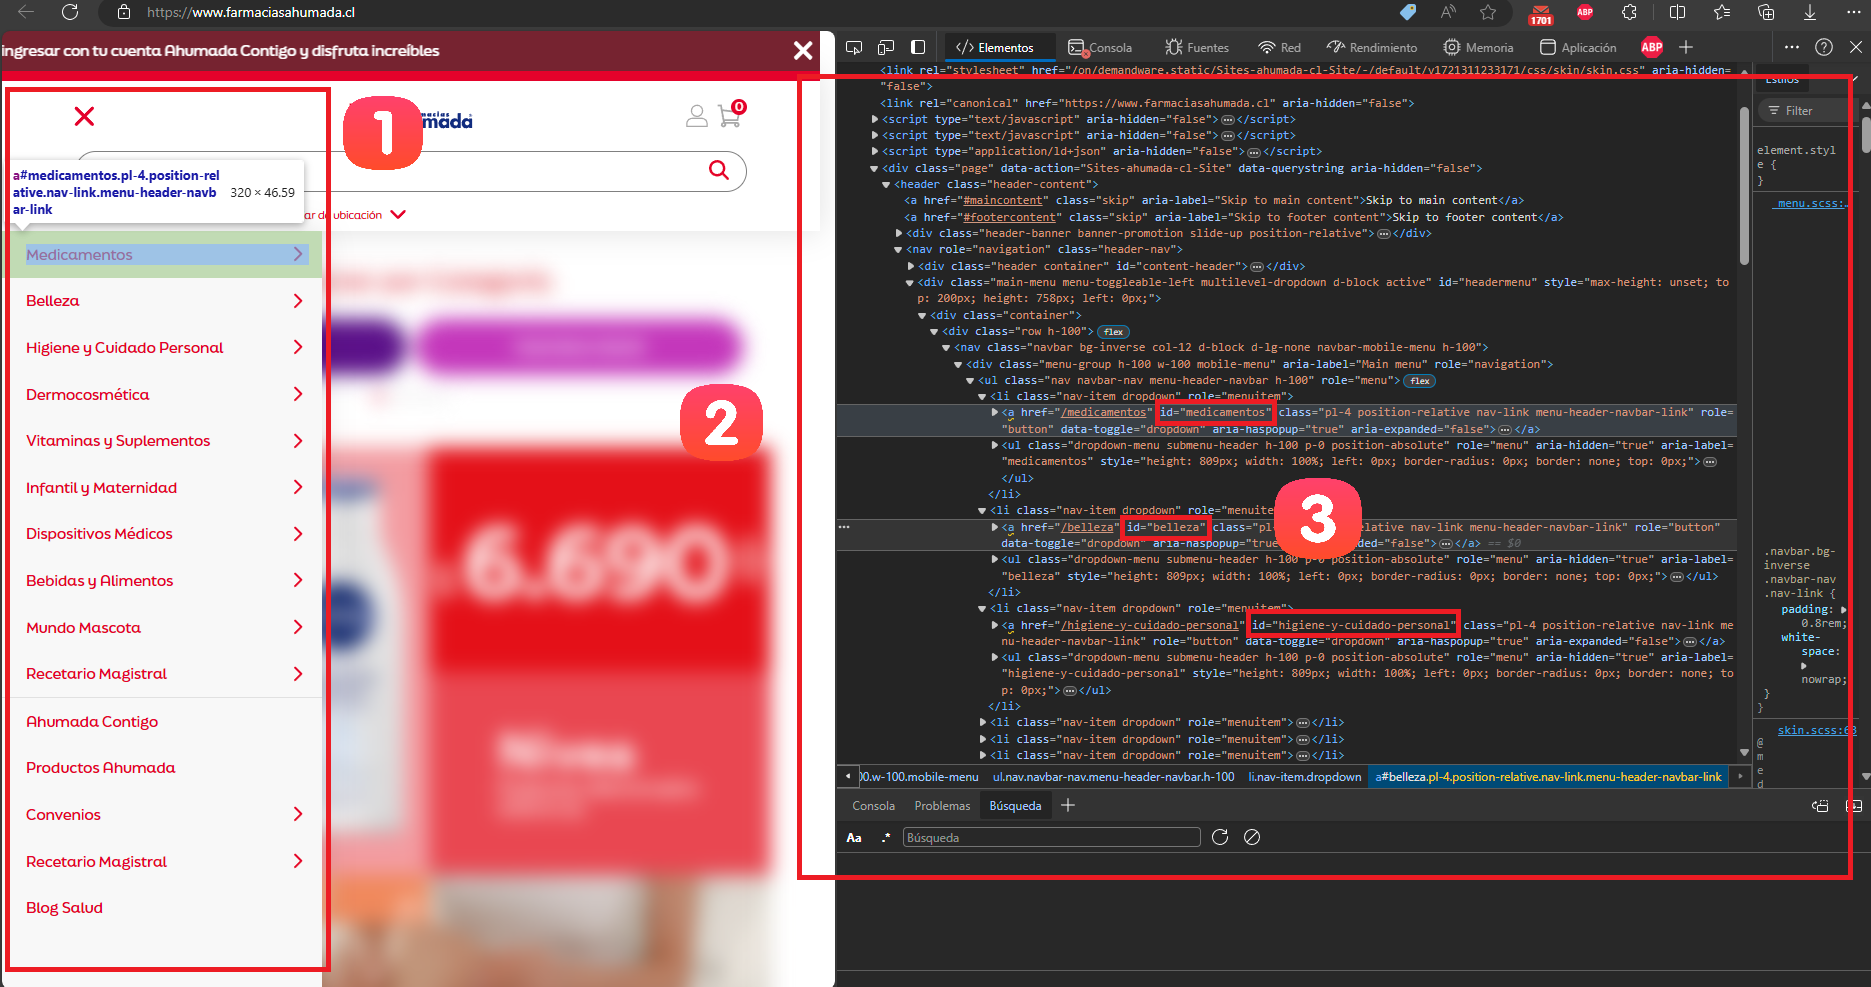 https://www.farmaciasahumada.cl
1701
ABP
ingresar con tu cuenta Ahumada Contigo y disfruta increíbles
1
macias
mada
0
a#medicamentos.pl-4.position-rel
ative.nav-link.menu-header-navb
ar-link
320 × 46.59
ar de ubicación
Medicamentos
Belleza
Higiene y Cuidado Personal
Dermocosmética
Vitaminas y Suplementos
Infantil y Maternidad
Dispositivos Médicos
Bebidas y Alimentos
Mundo Mascota
Recetario Magistral
Ahumada Contigo
Productos Ahumada
Convenios
Recetario Magistral
Blog Salud
2
6.690
Nivea
Elementos
Consola
Fuentes
Red
Rendimiento
Memoria
Aplicación
ABP
<link rel="stylesheet" href="/on/demandware.static/Sites-ahumada-cl-Site/-/default/v1721311233171/css/skin/skin.css" aria-hidden=
"false">
<link rel="canonical" href="https://www.farmaciasahumada.cl" aria-hidden="false">
<script type="text/javascript" aria-hidden="false">…</script>
<script type="text/javascript" aria-hidden="false">…</script>
<script type="application/ld+json" aria-hidden="false">…</script>
<div class="page" data-action="Sites-ahumada-cl-Site" data-querystring aria-hidden="false">
<header class="header-content">
<a href="#maincontent" class="skip" aria-label="Skip to main content">Skip to main content</a>
<a href="#footercontent" class="skip" aria-label="Skip to footer content">Skip to footer content</a>
<div class="header-banner banner-promotion slide-up position-relative">…</div>
<nav role="navigation" class="header-nav">
<div class="header container" id="content-header">…</div>
<div class="main-menu menu-toggleable-left multilevel-dropdown d-block active" id="headermenu" style="max-height: unset; to
p: 200px; height: 758px; left: 0px;">
<div class="container">
<div class="row h-100"> flex
<nav class="navbar bg-inverse col-12 d-block d-lg-none navbar-mobile-menu h-100">
<div class="menu-group h-100 w-100 mobile-menu" aria-label="Main menu" role="navigation">
<ul class="nav navbar-nav menu-header-navbar h-100" role="menu"> flex
<li class="nav-item dropdown" role="menuitem">
<a href="/medicamentos" id="medicamentos" class="pl-4 position-relative nav-link menu-header-navbar-link" role=
"button" data-toggle="dropdown" aria-haspopup="true" aria-expanded="false">…</a>
<ul class="dropdown-menu submenu-header h-100 p-0 position-absolute" role="menu" aria-hidden="true" aria-label=
"medicamentos" style="height: 809px; width: 100%; left: 0px; border-radius: 0px; border: none; top: 0px;">…
</ul>
</li>
<li class="nav-item dropdown" role="menuite
<a href="/belleza" id="belleza" class="pl- 3 relative nav-link menu-header-navbar-link" role="button"
data-toggle="dropdown" aria-haspopup="true ded="false">…</a> == $0
<ul class="dropdown-menu submenu-header h-100 p-0 position-absolute" role="menu" aria-hidden="true" aria-label=
"belleza" style="height: 809px; width: 100%; left: 0px; border-radius: 0px; border: none; top: 0px;">…</ul>
</li>
<li class="nav-item dropdown" role="menuitem">
<a href="/higiene-y-cuidado-personal" id="higiene-y-cuidado-personal" class="pl-4 position-relative nav-link me
nu-header-navbar-link" role="button" data-toggle="dropdown" aria-haspopup="true" aria-expanded="false">…</a>
<ul class="dropdown-menu submenu-header h-100 p-0 position-absolute" role="menu" aria-hidden="true" aria-label=
"higiene-y-cuidado-personal" style="height: 809px; width: 100%; left: 0px; border-radius: 0px; border: none; to
p: 0px;">…</ul>
</li>
<li class="nav-item dropdown" role="menuitem">…</li>
<li class="nav-item dropdown" role="menuitem">…</li>
<li class="nav-item dropdown" role="menuitem">…</li>
00.w-100.mobile-menu
ul.nav.navbar-nav.menu-header-navbar.h-100
li.nav-item.dropdown
a#belleza.pl-4.position-relative.nav-link.menu-header-navbar-link
Consola
Problemas
Búsqueda
Aa
.*
Búsqueda
Estilos
Filter
element.styl
e {
}
_menu.scss:…
.navbar.bg-
inverse
.navbar-nav
.nav-link {
padding:
0.8rem;
white-
space:
nowrap;
}
}
skin.scss:63
@
m
e
d